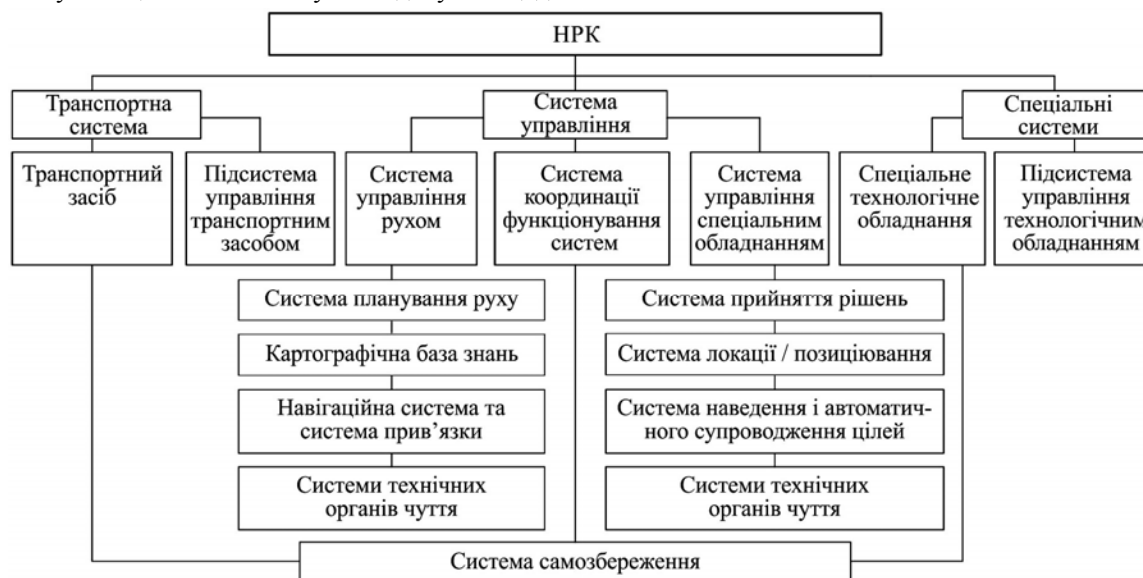 НРК
Транспортна
система
Система
управління
Спеціальні
системи
Транспортний
засіб
Підсистема
управління
транспортним
засобом
Система
управління
рухом
Система
координації
функціонування
систем
Система
управління
спеціальним
обладнанням
Спеціальне
технологічне
обладнання
Підсистема
управління
технологічним
обладнанням
Система планування руху
Картографічна база знань
Навігаційна система та
система прив’язки
Системи технічних
органів чуття
Система прийняття рішень
Система локації / позиціювання
Система наведення і автоматич-
ного супроводження цілей
Системи технічних
органів чуття
Система самозбереження